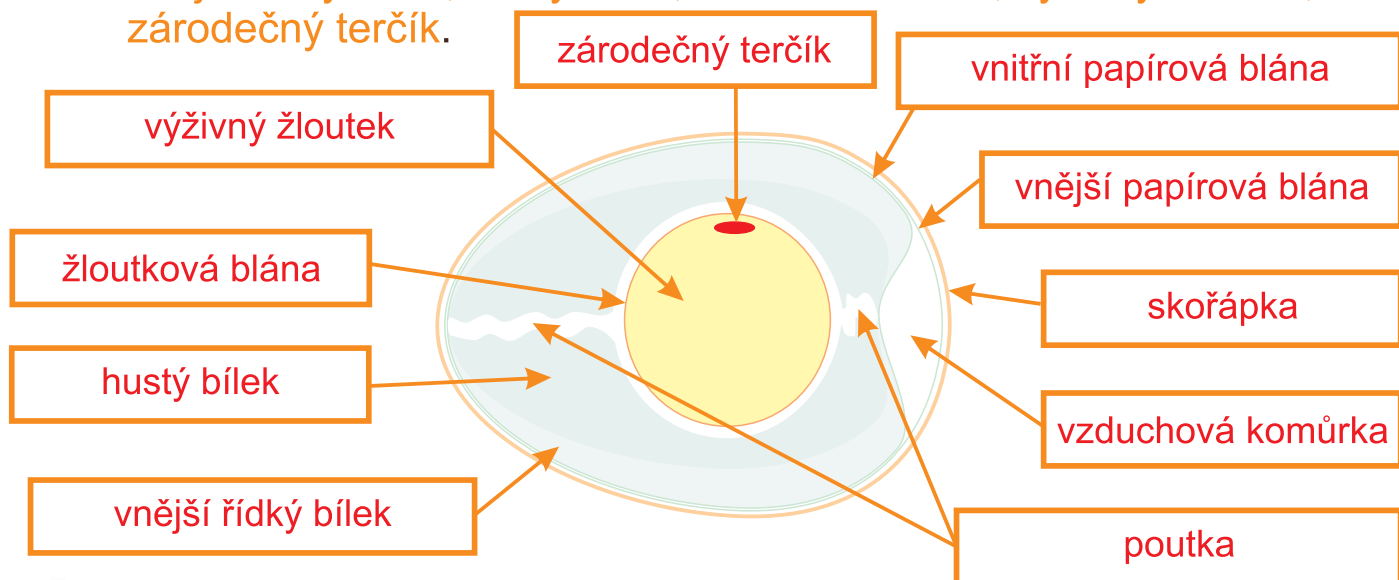 zárodečný terčík.
zárodečný terčík
vnitřní papírová blána
výživný žloutek
vnější papírová blána
žloutková blána
skořápka
hustý bílek
vzduchová komůrka
vnější řídký bílek
poutka